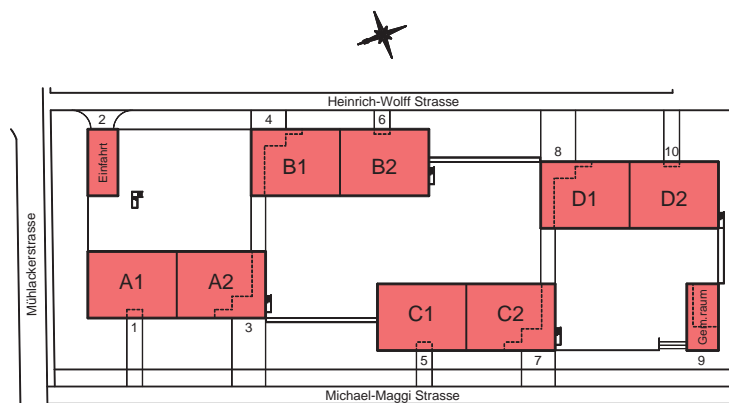 Heinrich-Wolff Strasse
2
4
6
8
10
Einfahrt
B1
B2
D1
D2
Mühlackerstrasse
A1
A2
C1
C2
Gem.raum
1
3
5
7
9
Michael-Maggi Strasse